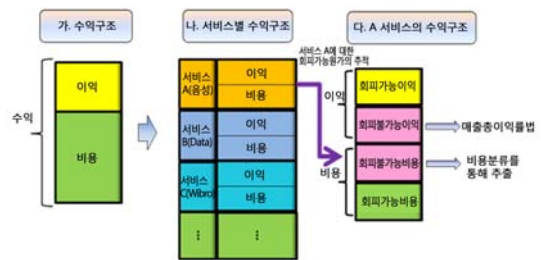 가. 수익구조
나. 서비스별 수익구조
다. A 서비스의 수익구조
서비스 A에 대한
회피가능원가의 추적
수익
이익
비용
서비스
A(음성)
이익
비용
서비스
B(Data)
이익
비용
서비스
C(Wibro)
이익
비용
⋮
⋮
이익
회피가능이익
회피불가능이익
매출총이익률법
비용
회피불가능비용
비용분류를
통해 추출
회피가능비용